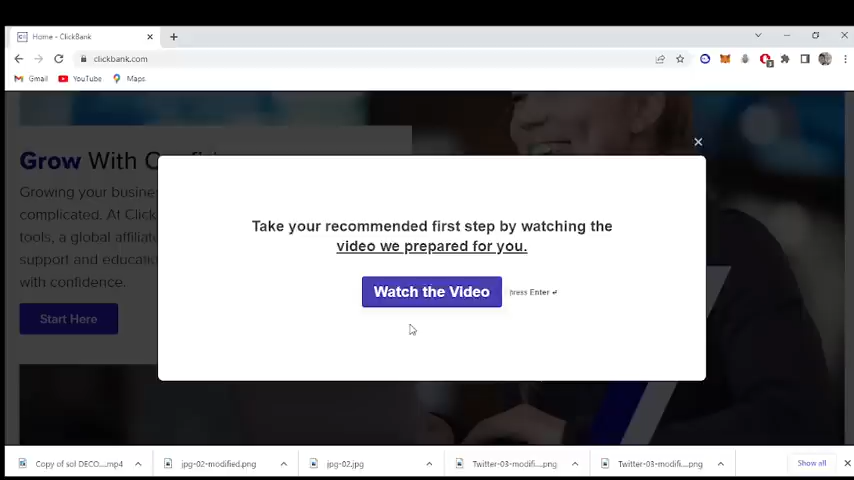 Home - ClickBank
clickbank.com
Gmail YouTube Maps
Grow With
Growing your busine
complicated. At Click
tools, a global affiliate
support and educatio
with confidence.
Start Here
Take your recommended first step by watching the
video we prepared for you.
Watch the Video
press Enter ↵
Copy of sol DECO....mp4
jpg-02-modified.png
jpg-02.jpg
Twitter-03-modifi....png
Twitter-03-modifi....png
Show all